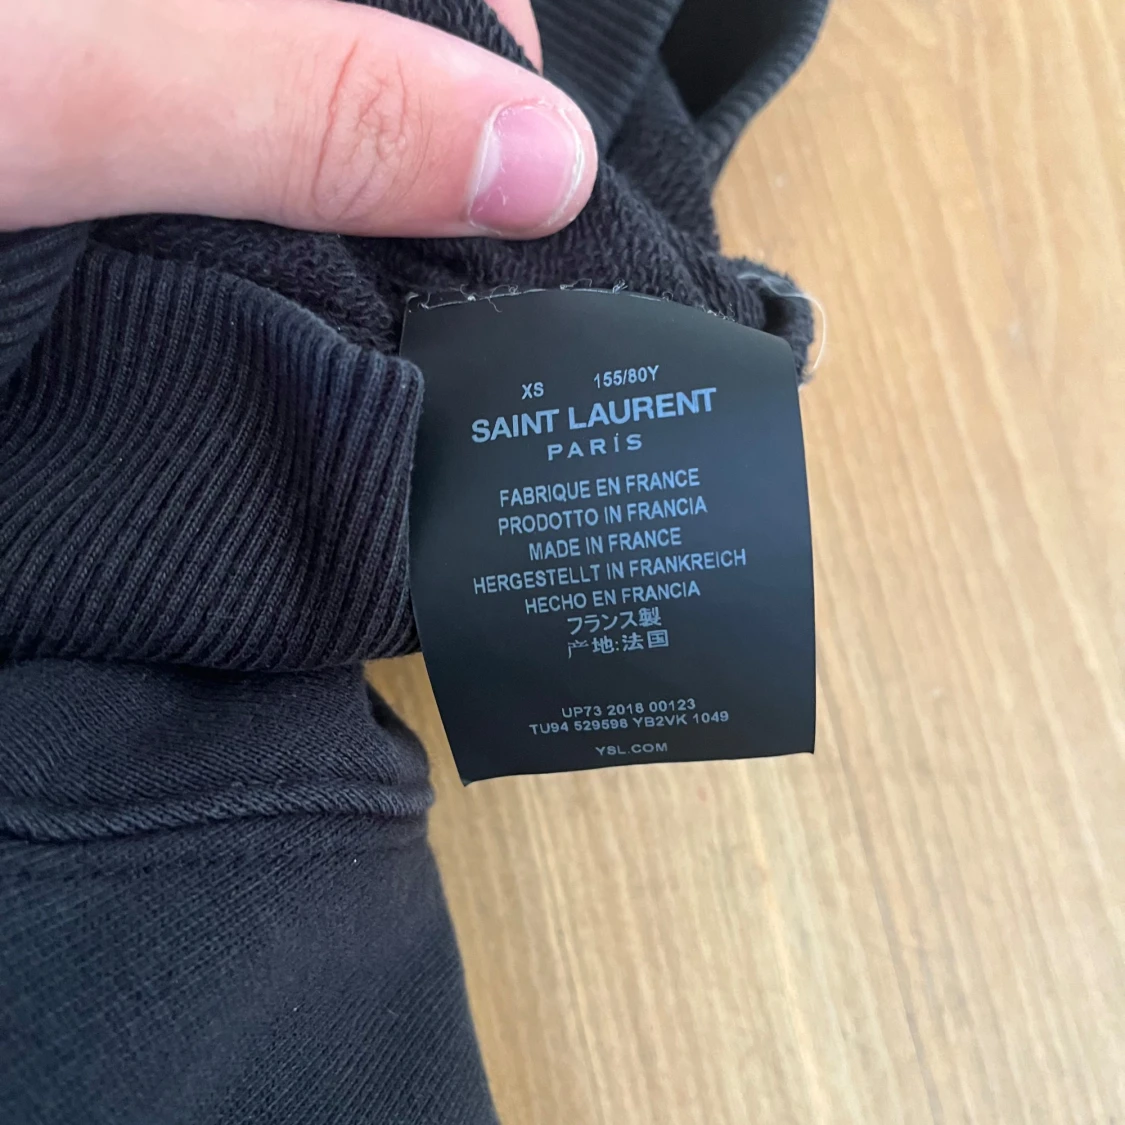 XS 155/80Y
SAINT LAURENT
PARIS
FABRIQUE EN FRANCE
PRODOTTO IN FRANCIA
MADE IN FRANCE
HERGESTELLT IN FRANKREICH
HECHO EN FRANCIA
フランス製
产地:法国
UP73 2018 00123
TU94 529598 YB2VK 1049
YSL.COM